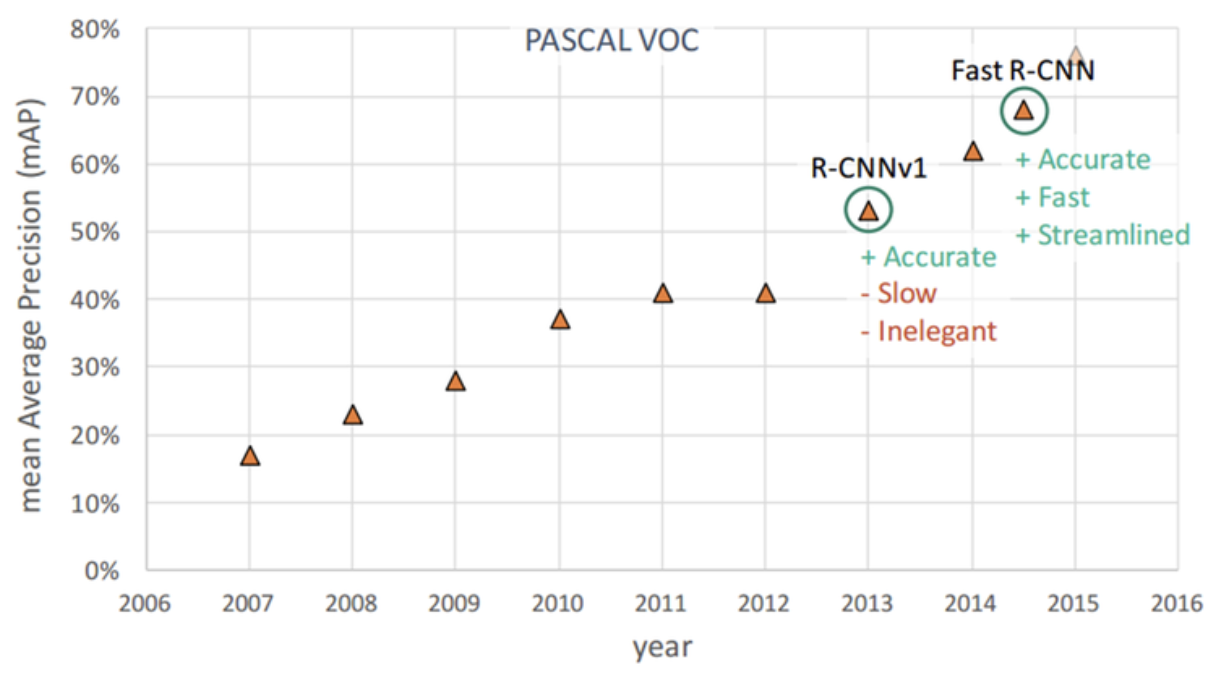 PASCAL VOC
80%
70%
60%
50%
40%
30%
20%
10%
0%
mean Average Precision (mAP)
Fast R-CNN
+ Accurate
+ Fast
+ Streamlined
R-CNNv1
+ Accurate
- Slow
- Inelegant
2006 2007 2008 2009 2010 2011 2012 2013 2014 2015 2016
year